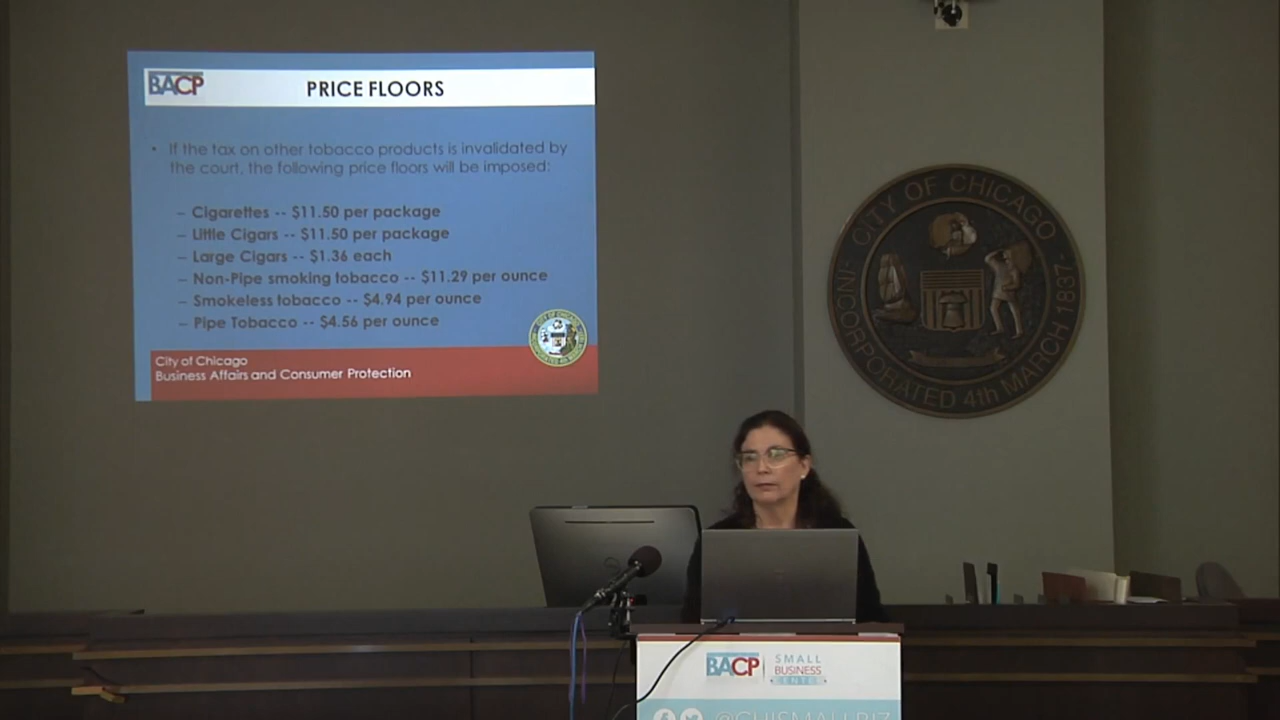 BACP
PRICE FLOORS
• If the tax on other tobacco products is invalidated by
the court, the following price floors will be imposed:
– Cigarettes -- $11.50 per package
– Little Cigars -- $11.50 per package
– Large Cigars -- $1.36 each
– Non-Pipe smoking tobacco -- $11.29 per ounce
– Smokeless tobacco -- $4.94 per ounce
– Pipe Tobacco -- $4.56 per ounce
City of Chicago
Business Affairs and Consumer Protection
CITY OF CHICAGO
INCORPORATED 4th MARCH 1837
BACP
SMALL
BUSINESS
CENTER
@CHISMALLBIZ